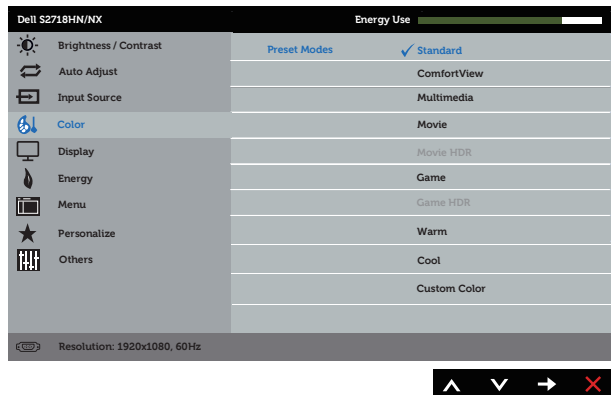 Dell S2718HN/NX Energy Use
Brightness / Contrast
Preset Modes Standard
Auto Adjust
ComfortView
Input Source
Multimedia
Color
Movie
Display
Movie HDR
Energy
Game
Menu
Game HDR
Personalize
Warm
Others
Cool
Custom Color
Resolution: 1920x1080, 60Hz